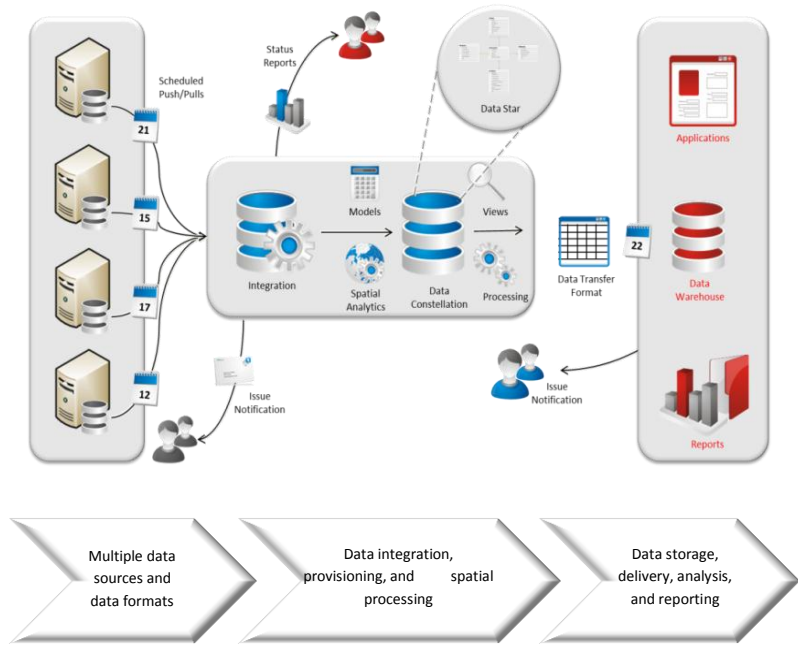 Scheduled
Push/Pulls
21
15
17
12
Status
Reports
Data Star
Models
Views
Integration
Spatial
Analytics
Data
Constellation
Processing
Issue
Notification
Data Transfer
Format
22
Issue
Notification
Applications
Data
Warehouse
Reports
Multiple data
sources and
data formats
Data integration,
provisioning, and spatial
processing
Data storage,
delivery, analysis,
and reporting